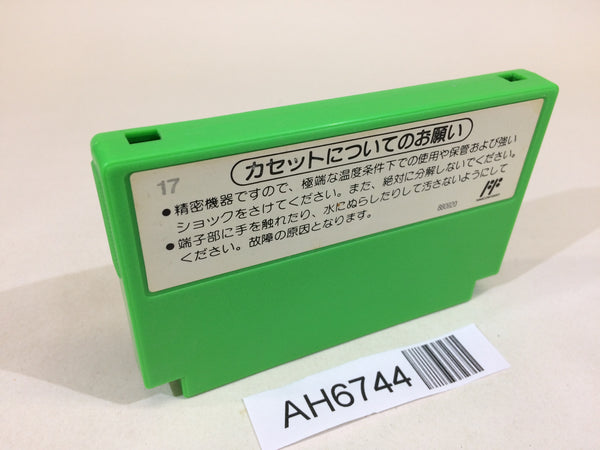 カセットについてのお願い
17
●精密機器ですので、極端な温度条件下での使用や保管および強い
ショックをさけてください。また、絶対に分解しないでください。
●端子部に手を触れたり、水にぬらしたりして汚さないようにして
ください。故障の原因となります。
AH6744